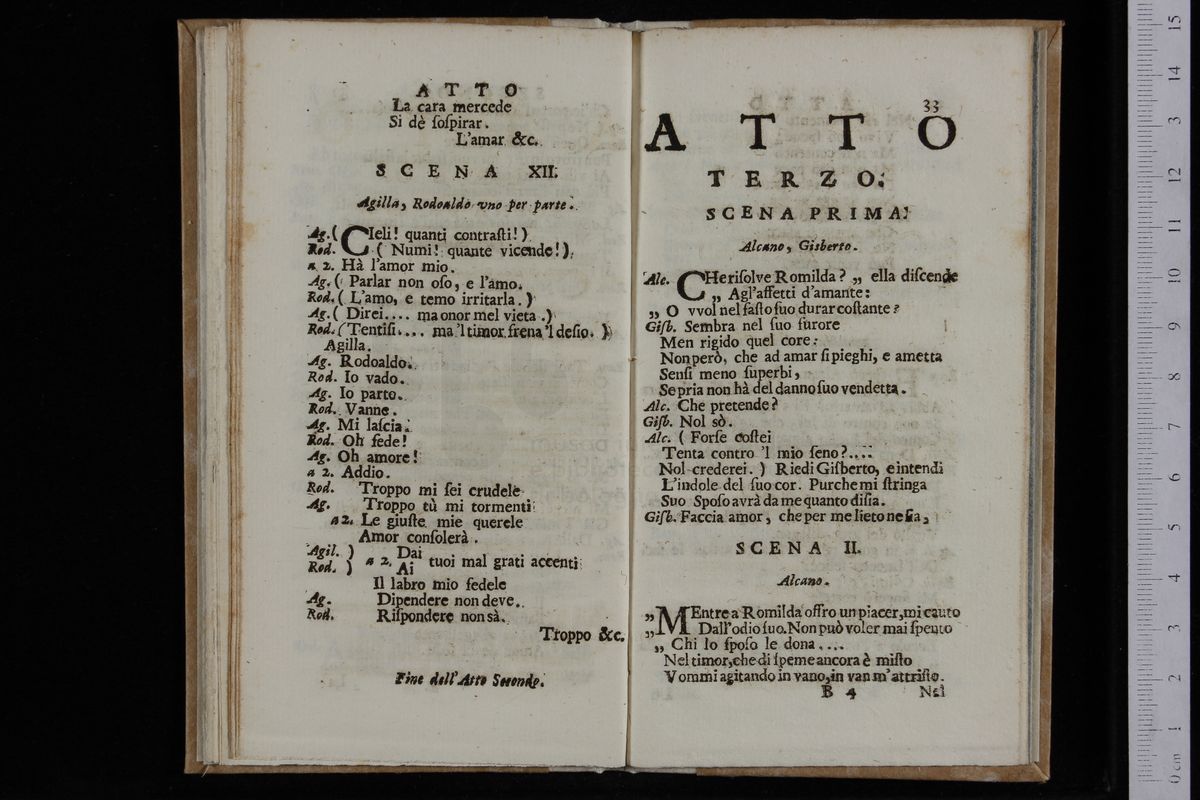 ATTO
La cara mercede
Si dè ſoſpirar.
L'amar &c.
SCENA XII.
Agilla, Rodoaldo uno per parte.
Ag. ( CIeli! quanti contraſti! )
Rod. ( Numi! quante vicende! )
a 2. Hà l'amor mio.
Ag. ( Parlar non oſo, e l'amo.
Rod. ( L'amo, e temo irritarla. )
Ag. ( Direi.... ma onor mel vieta. )
Rod. ( Tentiſi.... ma 'l timor frena 'l deſio. )
Agilla.
Ag. Rodoaldo.
Rod. Io vado.
Ag. Io parto.
Rod. Vanne.
Ag. Mi laſcia.
Rod. Oh fede!
Ag. Oh amore!
a 2. Addio.
Rod. Troppo mi ſei crudele
Ag. Troppo tù mi tormenti
a 2. Le giuſte mie querele
Amor conſolerà.
Agil. ) Dai
a 2. tuoi mal grati accenti
Rod. ) Ai
Il labro mio fedele
Ag. Dipendere non deve.
Rod. Riſpondere non sà.
Troppo &c.
Fine dell'Atto Secondo.
33
ATTO
TERZO.
SCENA PRIMA.
Alcano, Gisberto.
Alc. CHe riſolve Romilda? „ ella diſcende
„ Agl'affetti d'amante:
„ O vvol nel faſto ſuo durar coſtante?
Giſb. Sembra nel ſuo furore
Men rigido quel core:
Non però, che ad amar ſi pieghi, e ametta
Senſi meno ſuperbi,
Se pria non hà del danno ſuo vendetta.
Alc. Che pretende?
Giſb. Nol sò.
Alc. ( Forſe coſtei
Tenta contro 'l mio ſeno?....
Nol crederei. ) Riedi Giſberto, e intendi
L'indole del ſuo cor. Purche mi ſtringa
Suo Spoſo avrà da me quanto diſia.
Giſb. Faccia amor, che per me lieto ne ſia,
SCENA II.
Alcano.
„ MEntre a Romilda offro un piacer, mi cauto
„ Dall'odio ſuo. Non può voler mai ſpento
„ Chi lo ſpoſo le dona....
Nel timor, che di ſpeme ancora è miſto
Vommi agitando in vano, in van m'attriſto.
B 4 Nel